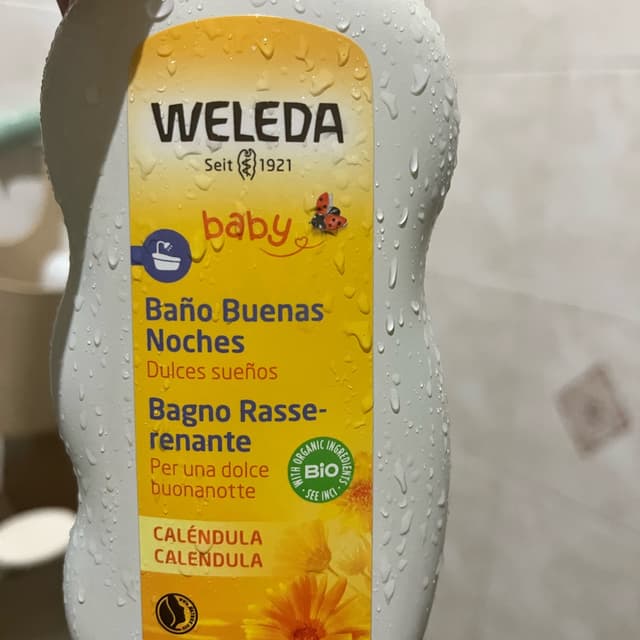 WELEDA
Seit 1921
baby
Baño Buenas
Noches
Dulces sueños
Bagno Rasse-
renante
Per una dolce
buonanotte
WITH ORGANIC INGREDIENTS
BiO
· SEE INCI ·
CALÉNDULA
CALENDULA